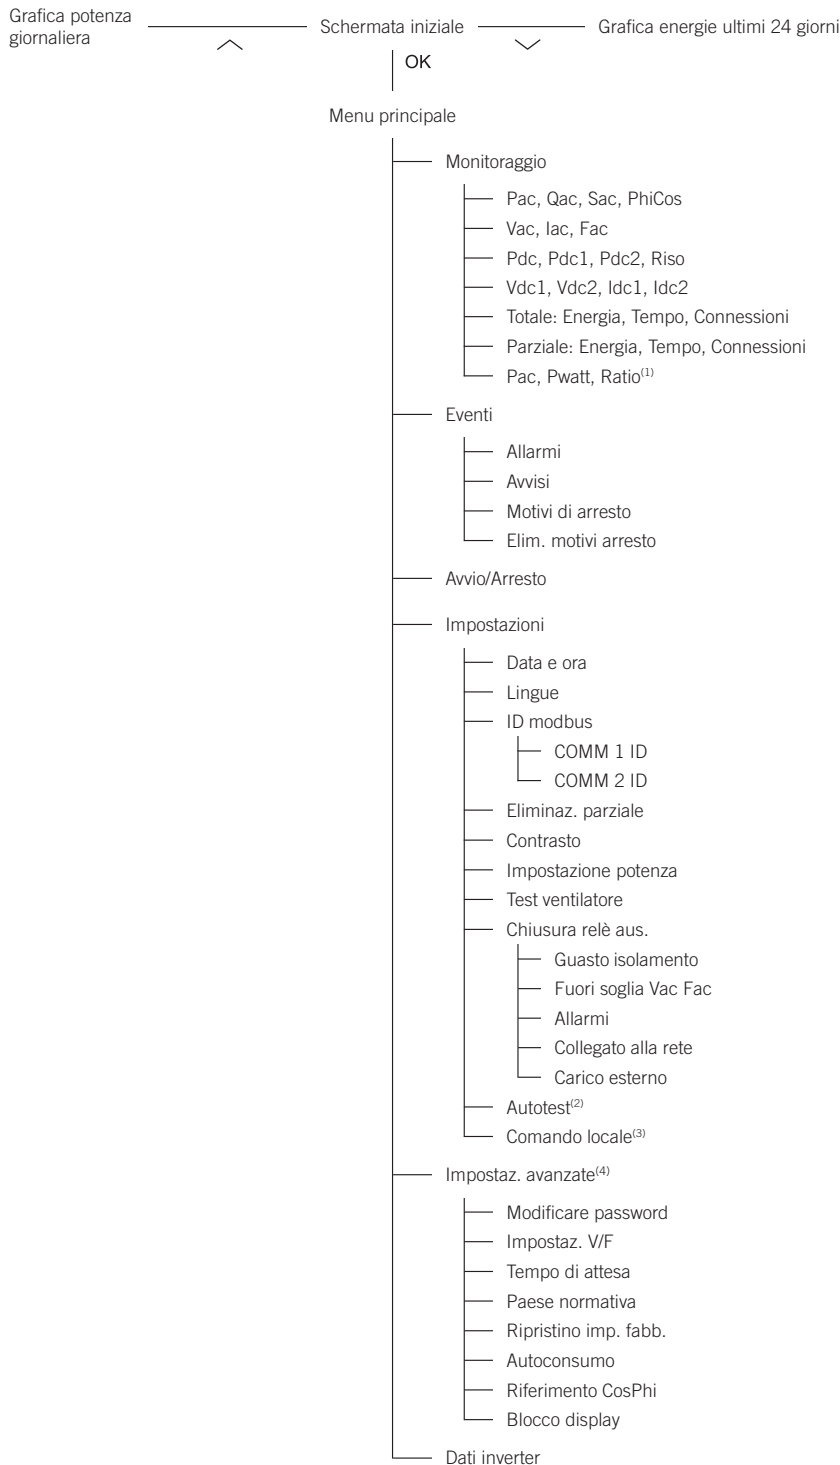 Grafica potenza
giornaliera
Schermata iniziale
Grafica energie ultimi 24 giorni
OK
Menu principale
Monitoraggio
Pac, Qac, Sac, PhiCos
Vac, Iac, Fac
Pdc, Pdc1, Pdc2, Riso
Vdc1, Vdc2, Idc1, Idc2
Totale: Energia, Tempo, Connessioni
Parziale: Energia, Tempo, Connessioni
Pac, Pwatt, Ratio(1)
Eventi
Allarmi
Avvisi
Motivi di arresto
Elim. motivi arresto
Avvio/Arresto
Impostazioni
Data e ora
Lingue
ID modbus
COMM 1 ID
COMM 2 ID
Eliminaz. parziale
Contrasto
Impostazione potenza
Test ventilatore
Chiusura relè aus.
Guasto isolamento
Fuori soglia Vac Fac
Allarmi
Collegato alla rete
Carico esterno
Autotest(2)
Comando locale(3)
Impostaz. avanzate(4)
Modificare password
Impostaz. V/F
Tempo di attesa
Paese normativa
Ripristino imp. fabb.
Autoconsumo
Riferimento CosPhi
Blocco display
Dati inverter